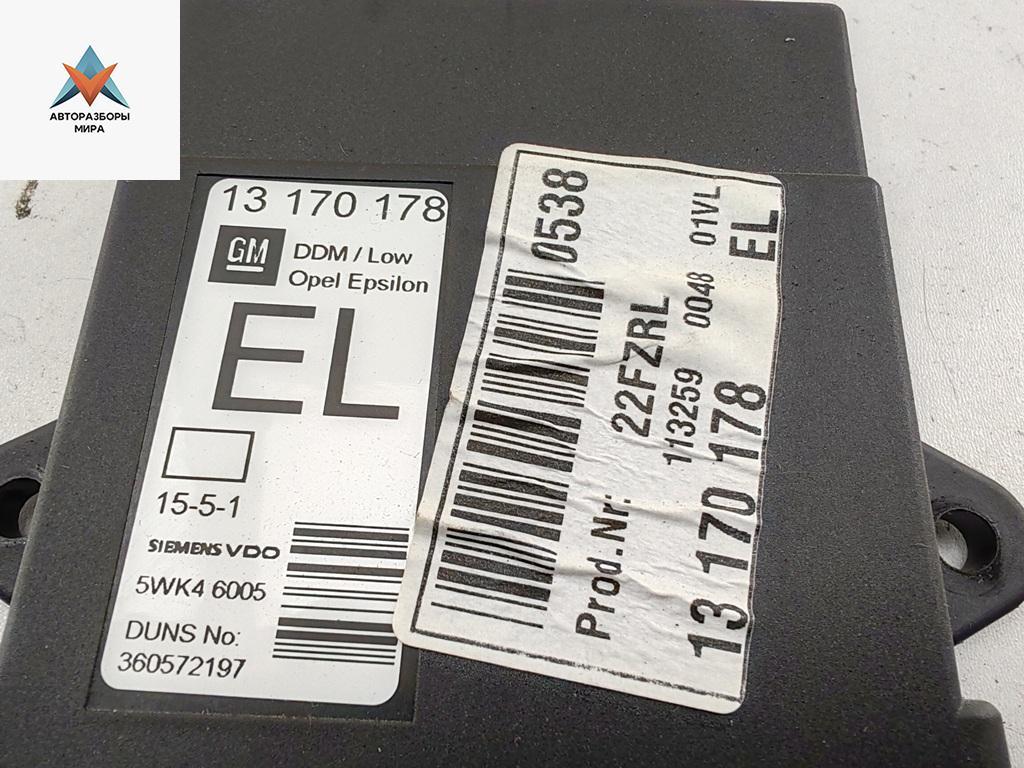 АВТОРАЗБОРЫ
МИРА
13 170 178
GM
DDM / Low
Opel Epsilon
EL
15-5-1
SIEMENS VDO
5WK4 6005
DUNS No:
360572197
0538
Prod.Nr: 22FZRL
113259 0048 01VL
13 170 178 EL